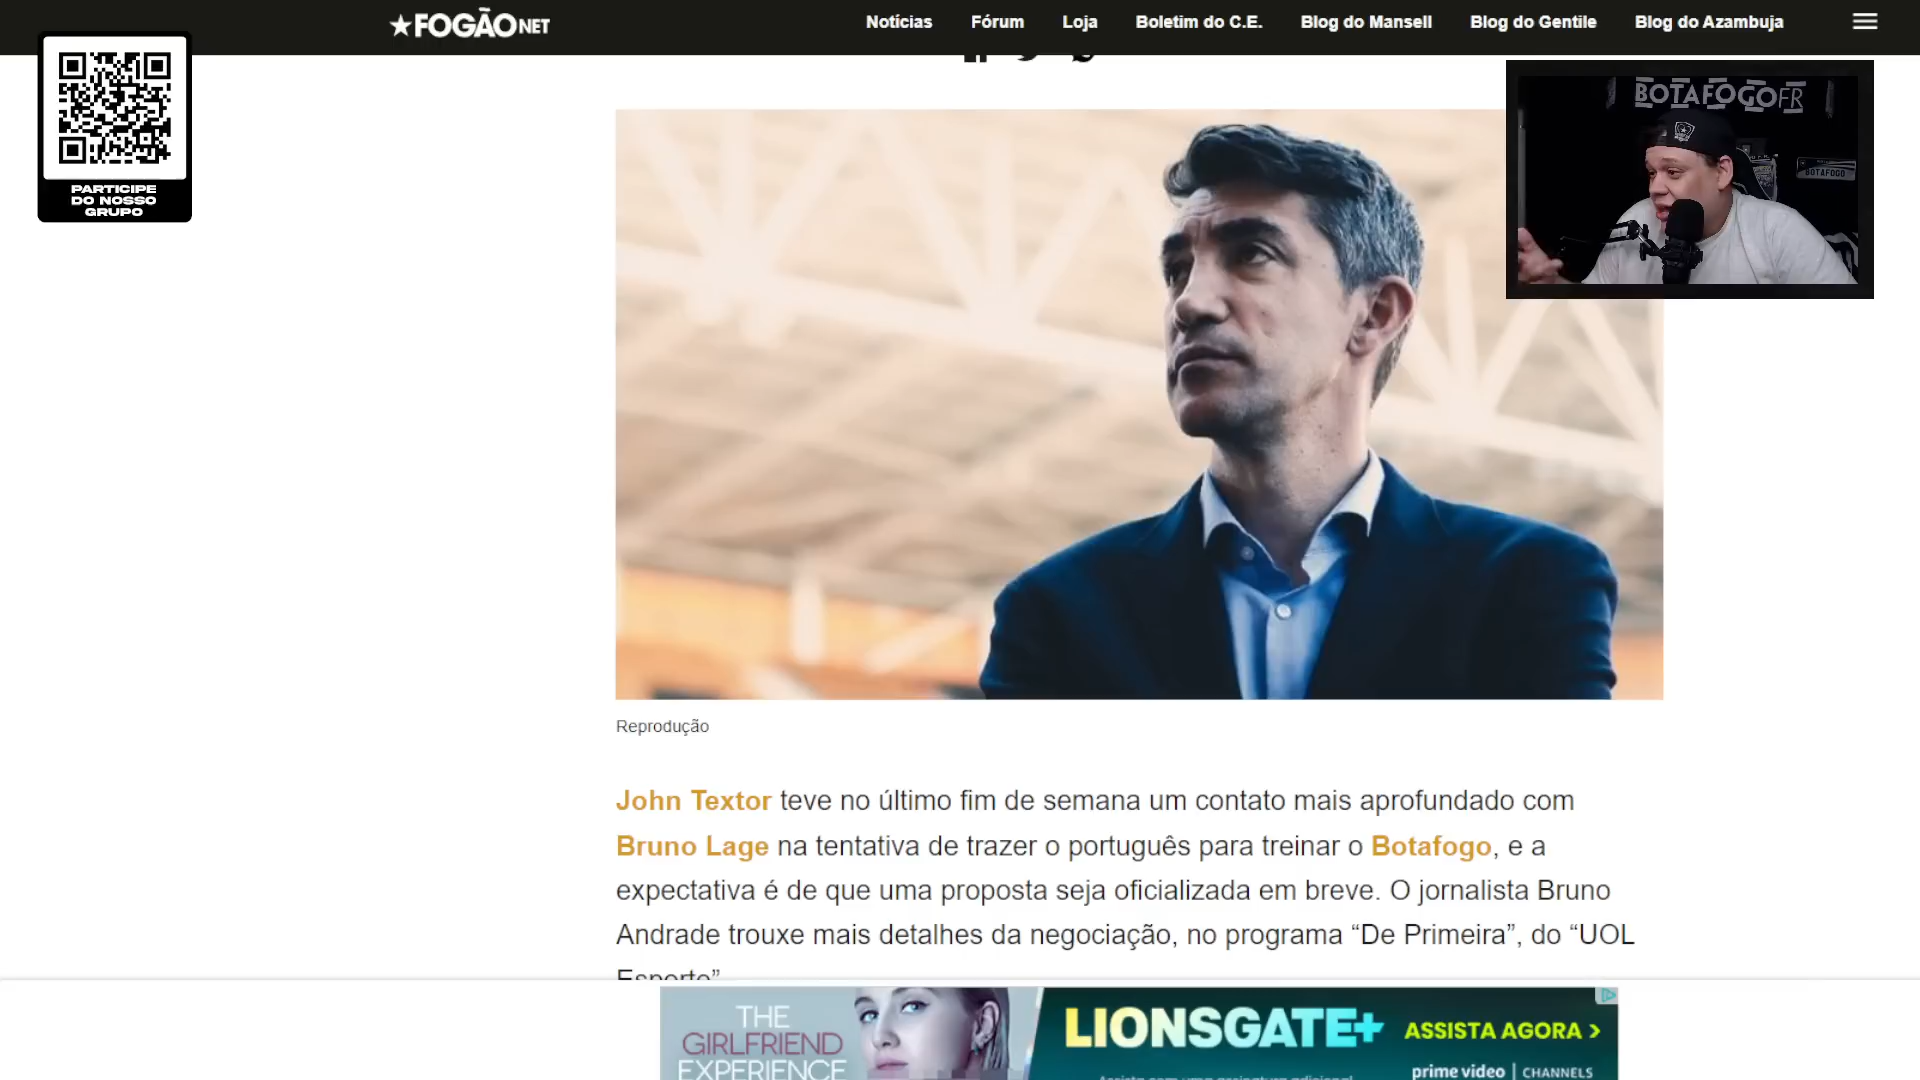 FOGÃONET
Notícias
Fórum
Loja
Boletim do C.E.
Blog do Mansell
Blog do Gentile
Blog do Azambuja
PARTICIPE
DO NOSSO
GRUPO
BOTAFOGOFR
BOTAFOGO
Reprodução
John Textor teve no último fim de semana um contato mais aprofundado com
Bruno Lage na tentativa de trazer o português para treinar o Botafogo, e a
expectativa é de que uma proposta seja oficializada em breve. O jornalista Bruno
Andrade trouxe mais detalhes da negociação, no programa “De Primeira”, do “UOL
Esporte”.
THE
GIRLFRIEND
EXPERIENCE
LIONSGATE+
ASSISTA AGORA >
prime video | CHANNELS